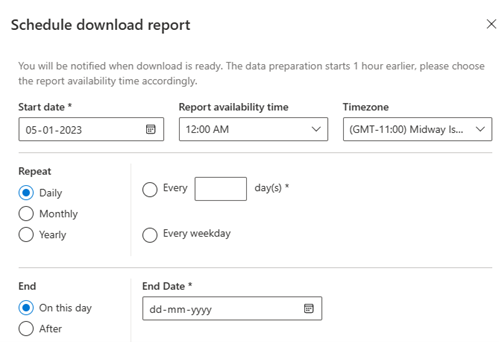 Schedule download report
You will be notified when download is ready. The data preparation starts 1 hour earlier, please choose
the report availability time accordingly.
Start date * Report availability time Timezone
05-01-2023 12:00 AM (GMT-11:00) Midway Is...
Repeat
Daily
Monthly
Yearly
Every day(s) *
Every weekday
End
On this day
After
End Date *
dd-mm-yyyy